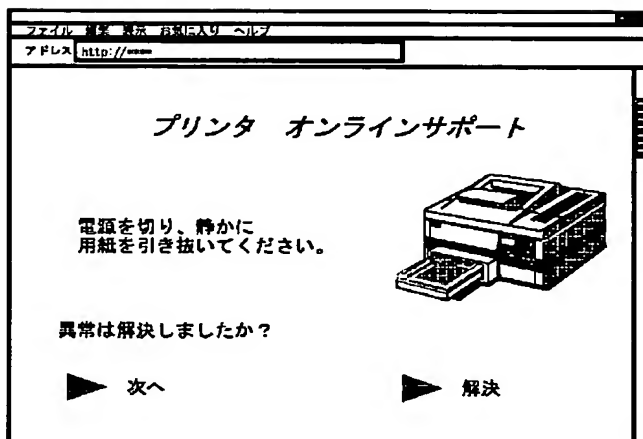 ファイル 編集 表示 お気に入り ヘルプ
アドレス http://****
プリンタ オンラインサポート
電源を切り、静かに
用紙を引き抜いてください。
異常は解決しましたか？
次へ
解決